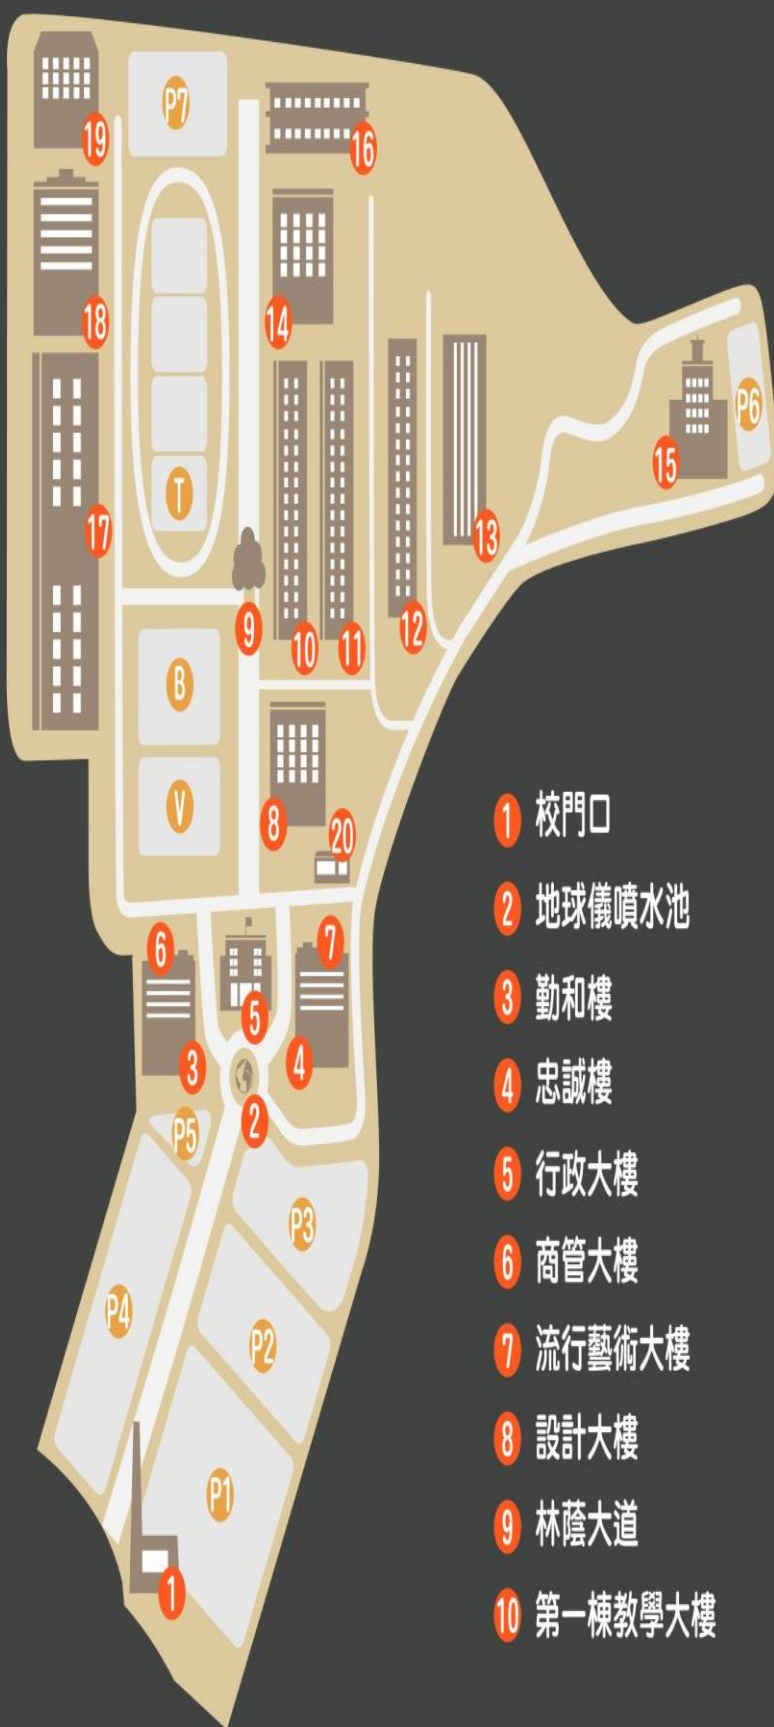 19
P7
16
18
14
P6
15
T
17
13
9
10
11
12
B
V
8
20
6
7
5
3
4
2
P5
P3
P4
P2
P1
1
1 校門口
2 地球儀噴水池
3 勤和樓
4 忠誠樓
5 行政大樓
6 商管大樓
7 流行藝術大樓
8 設計大樓
9 林蔭大道
10 第一棟教學大樓